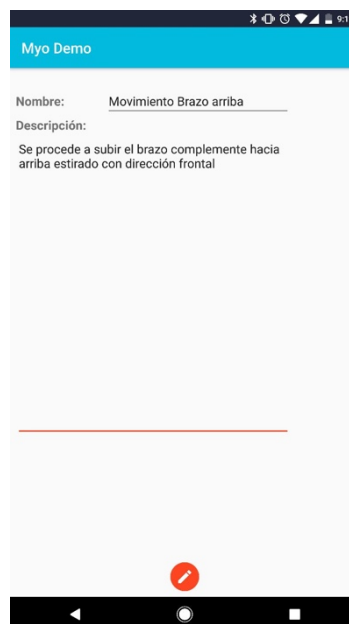 9:1
Myo Demo
Nombre: Movimiento Brazo arriba
Descripción:
Se procede a subir el brazo complemente hacia
arriba estirado con dirección frontal